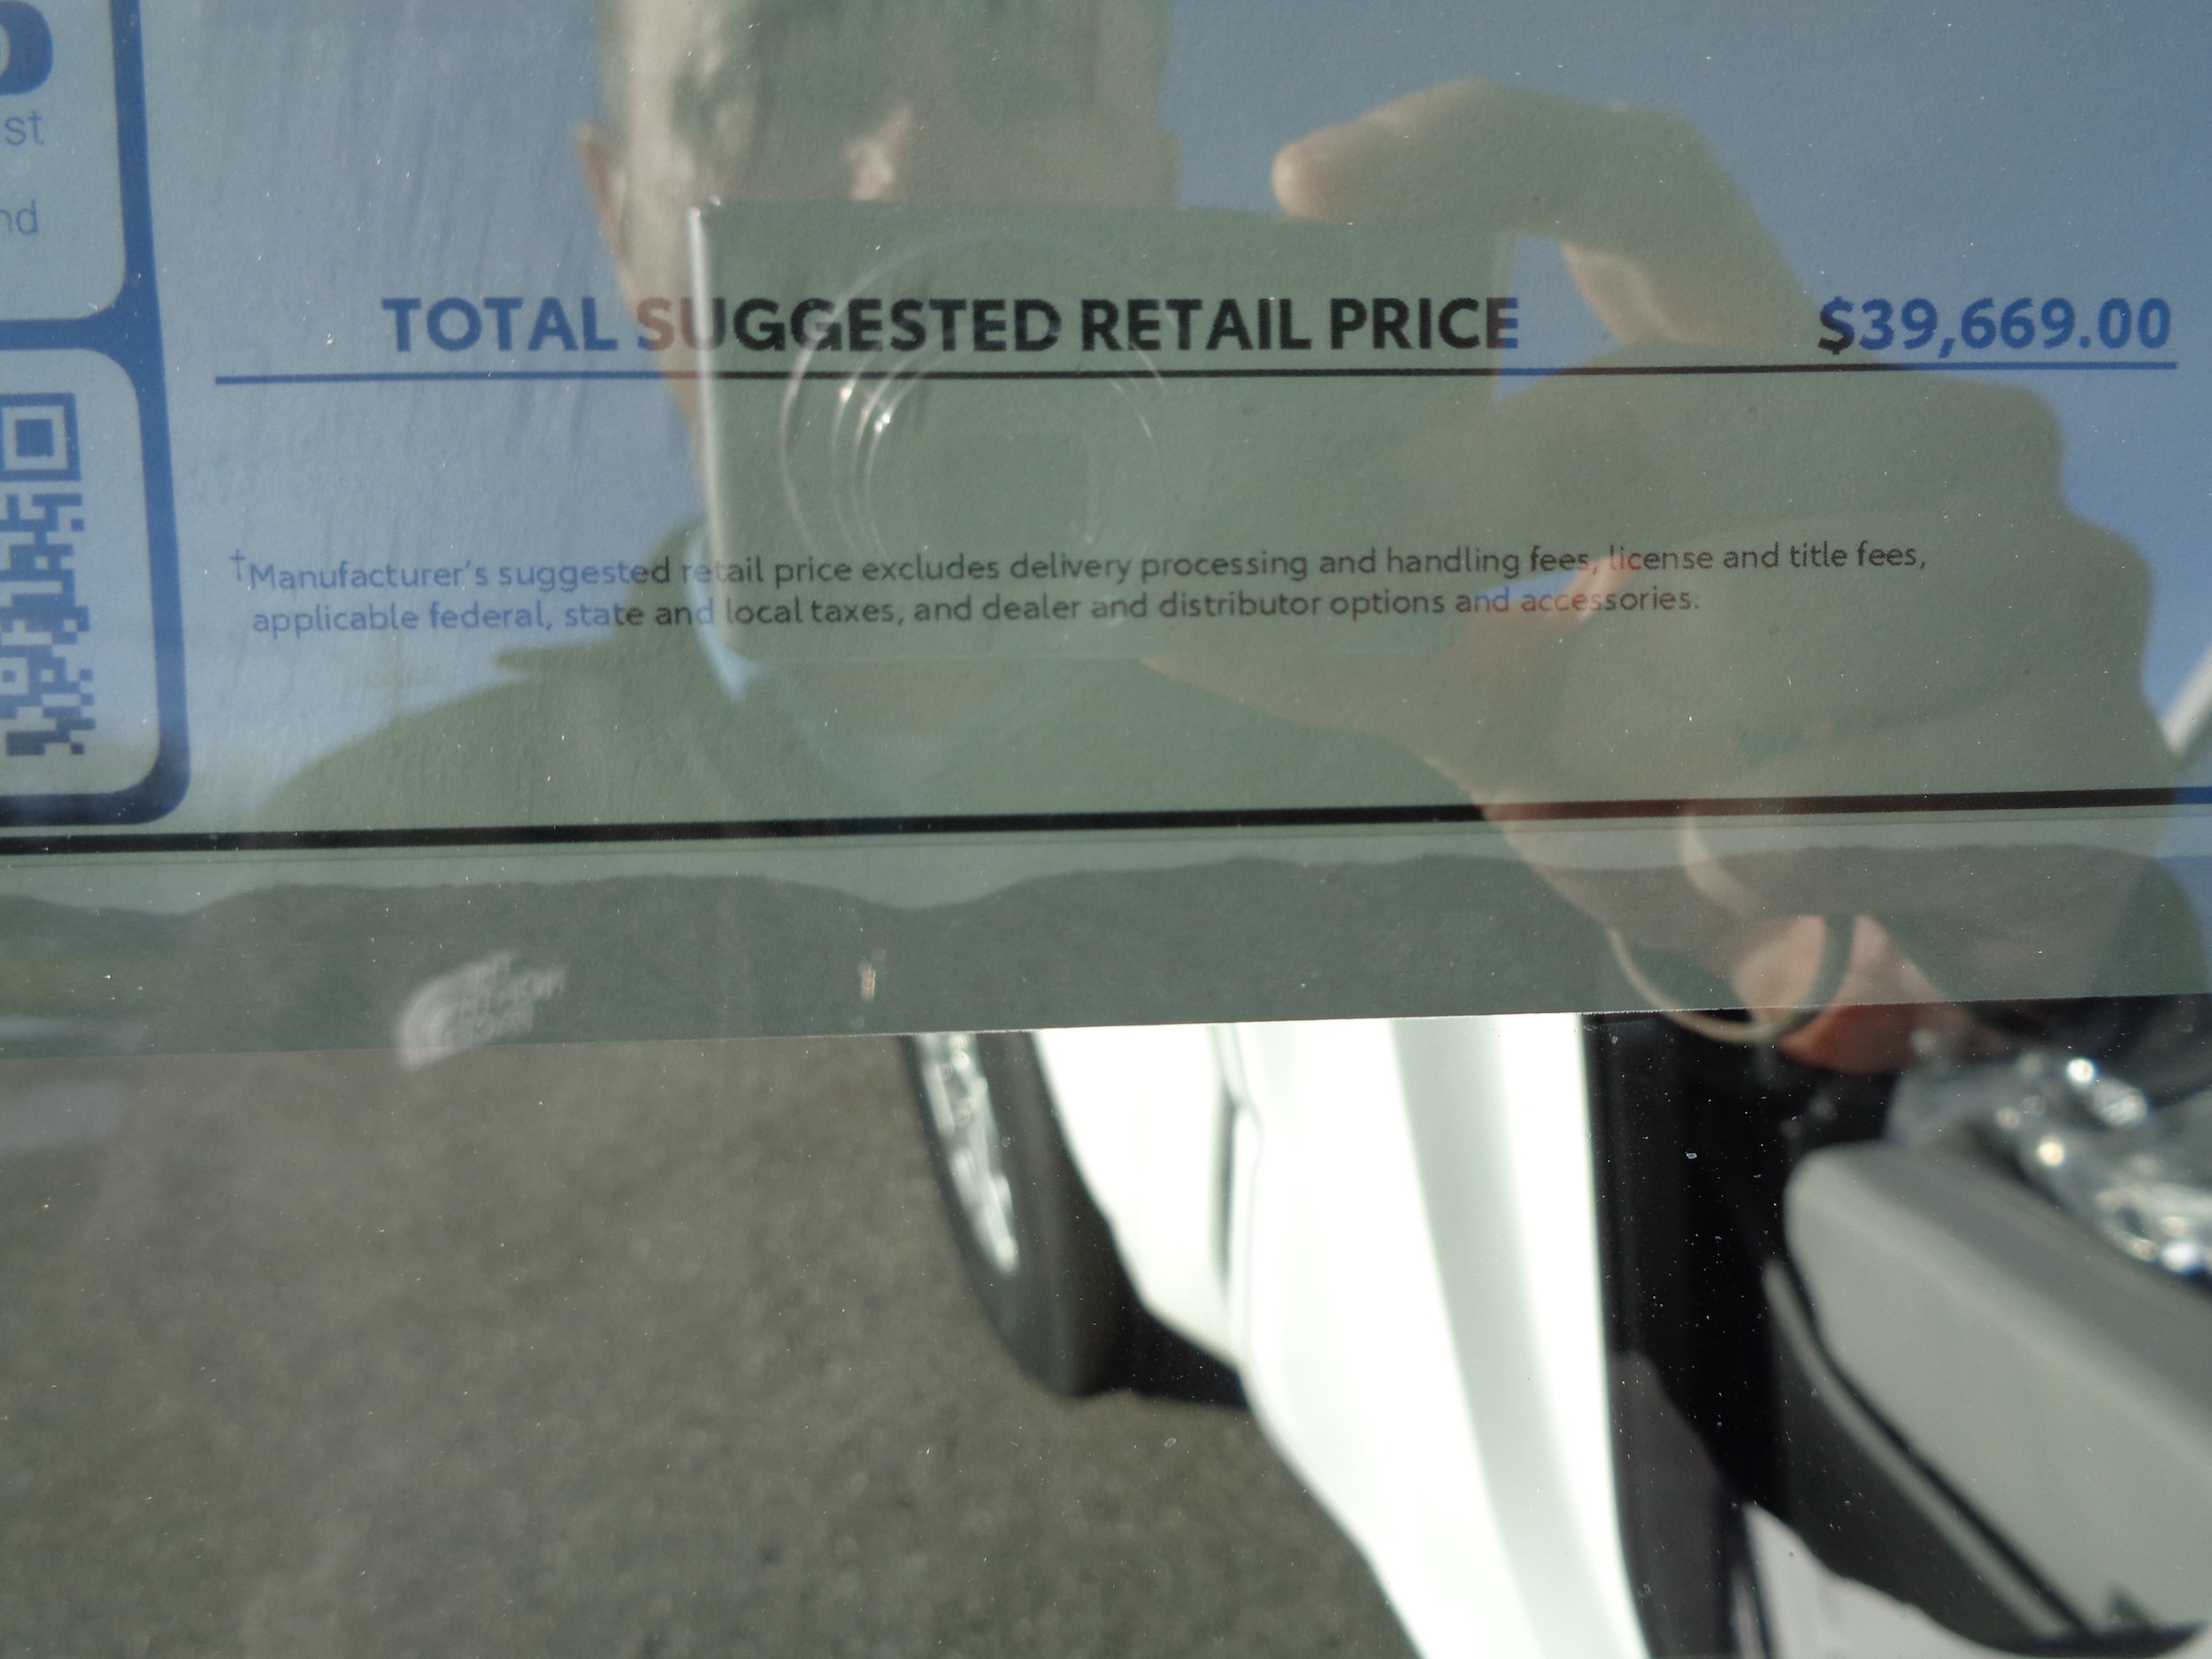 st
nd
TOTAL SUGGESTED RETAIL PRICE $39,669.00
†Manufacturer's suggested retail price excludes delivery processing and handling fees, license and title fees,
applicable federal, state and local taxes, and dealer and distributor options and accessories.